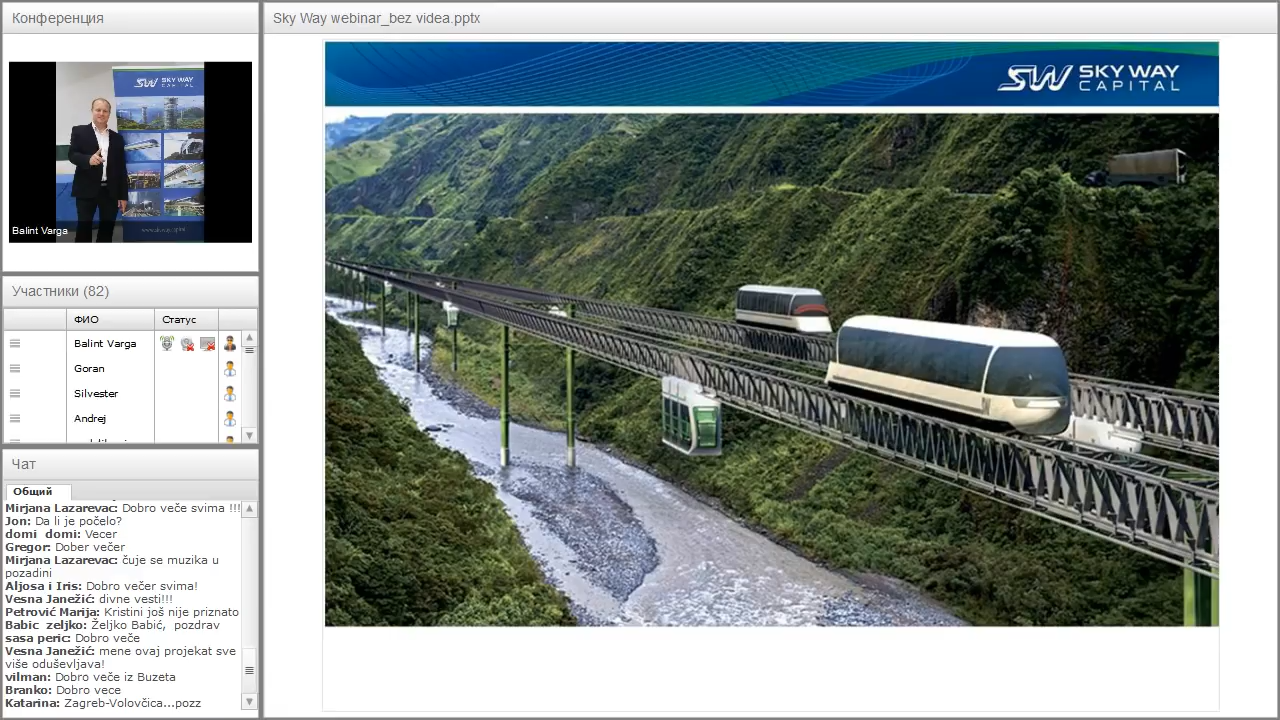 Конференция
Sky Way webinar_bez videa.pptx
SW SKY WAY
CAPITAL
SW SKY WAY
CAPITAL
Balint Varga
Участники (82)
ФИО Статус
Balint Varga
Goran
Silvester
Andrej
Чат
Общий
Mirjana Lazarevac: Dobro veče svima !!!
Jon: Da li je počelo?
domi domi: Vecer
Gregor: Dober večer
Mirjana Lazarevac: čuje se muzika u
pozadini
Aljosa i Iris: Dobro večer svima!
Vesna Janežić: divne vesti!!!
Petrović Marija: Kristini još nije priznato
Babic zeljko: Željko Babić, pozdrav
sasa peric: Dobro veče
Vesna Janežić: mene ovaj projekat sve
više oduševljava!
vilman: Dobro veče iz Buzeta
Branko: Dobro vece
Katarina: Zagreb-Volovčica...pozz